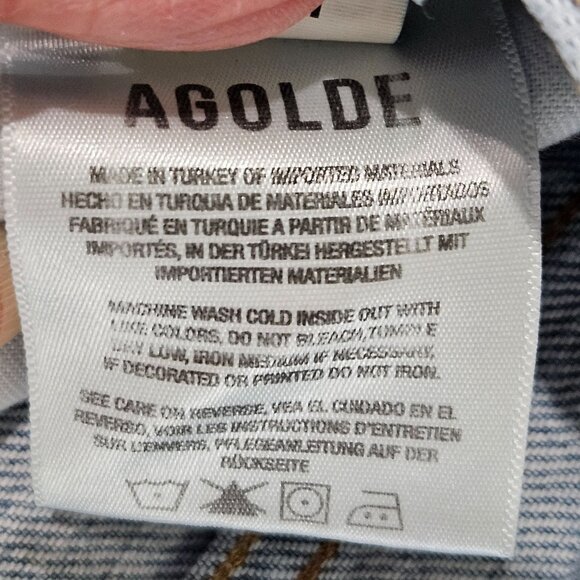 AGOLDE
MADE IN TURKEY OF IMPORTED MATERIALS
HECHO EN TURQUIA DE MATERIALES IMPORTADOS
FABRIQUÉ EN TURQUIE A PARTIR DE MATERIAUX
IMPORTÉS, IN DER TÜRKEI HERGESTELLT MIT
IMPORTIERTEN MATERIALIEN
MACHINE WASH COLD INSIDE OUT WITH
LIKE COLORS. DO NOT BLEACH, TUMBLE
DRY LOW, IRON MEDIUM IF NECESSARY,
IF DECORATED OR PRINTED DO NOT IRON.
SEE CARE ON REVERSE, VEA EL CUIDADO EN EL
REVERSO, VOIR LES INSTRUCTIONS D'ENTRETIEN
SUR L'ENVERS, PFLEGEANLEITUNG AUF DER
RÜCKSEITE